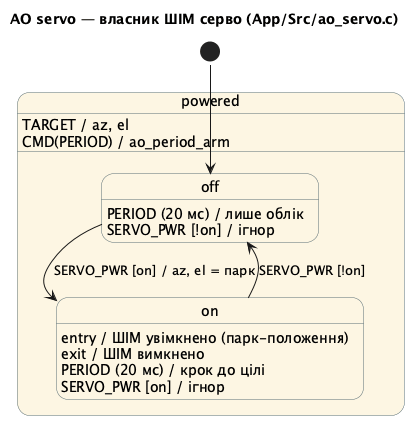 AO servo — власник ШІМ серво (App/Src/ao_servo.c)
powered
TARGET / az, el
CMD(PERIOD) / ao_period_arm
off
PERIOD (20 мс) / лише облік
SERVO_PWR [!on] / ігнор
SERVO_PWR [on] / az, el = парк
SERVO_PWR [!on]
on
entry / ШІМ увімкнено (парк-положення)
exit / ШІМ вимкнено
PERIOD (20 мс) / крок до цілі
SERVO_PWR [on] / ігнор